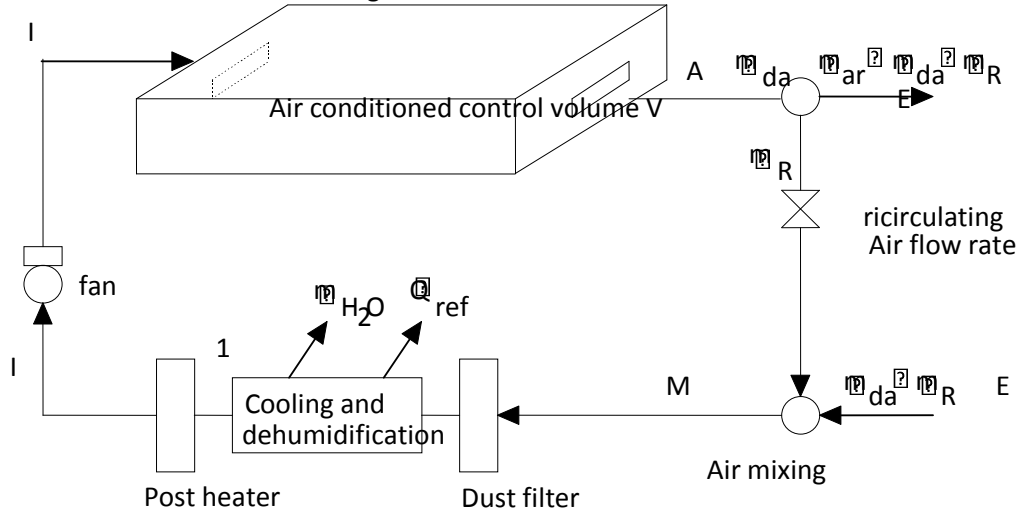 I
A
da
ar
da
R
E
Air conditioned control volume V
R
ricirculating
Air flow rate
fan
H2O
ref
1
I
M
da
R
E
Cooling and
dehumidification
Air mixing
Post heater
Dust filter